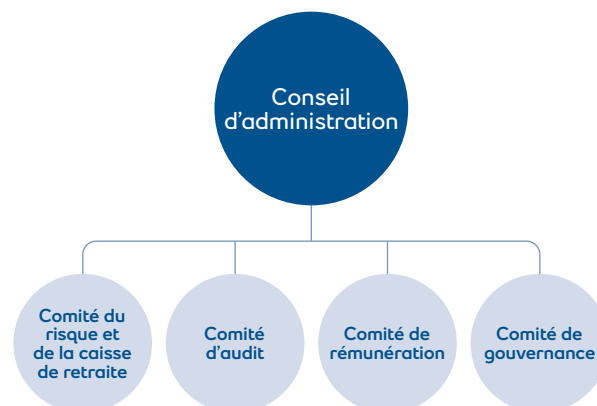 Conseil
d'administration
Comité du
risque et
de la caisse
de retraite
Comité
d'audit
Comité de
rémunération
Comité de
gouvernance